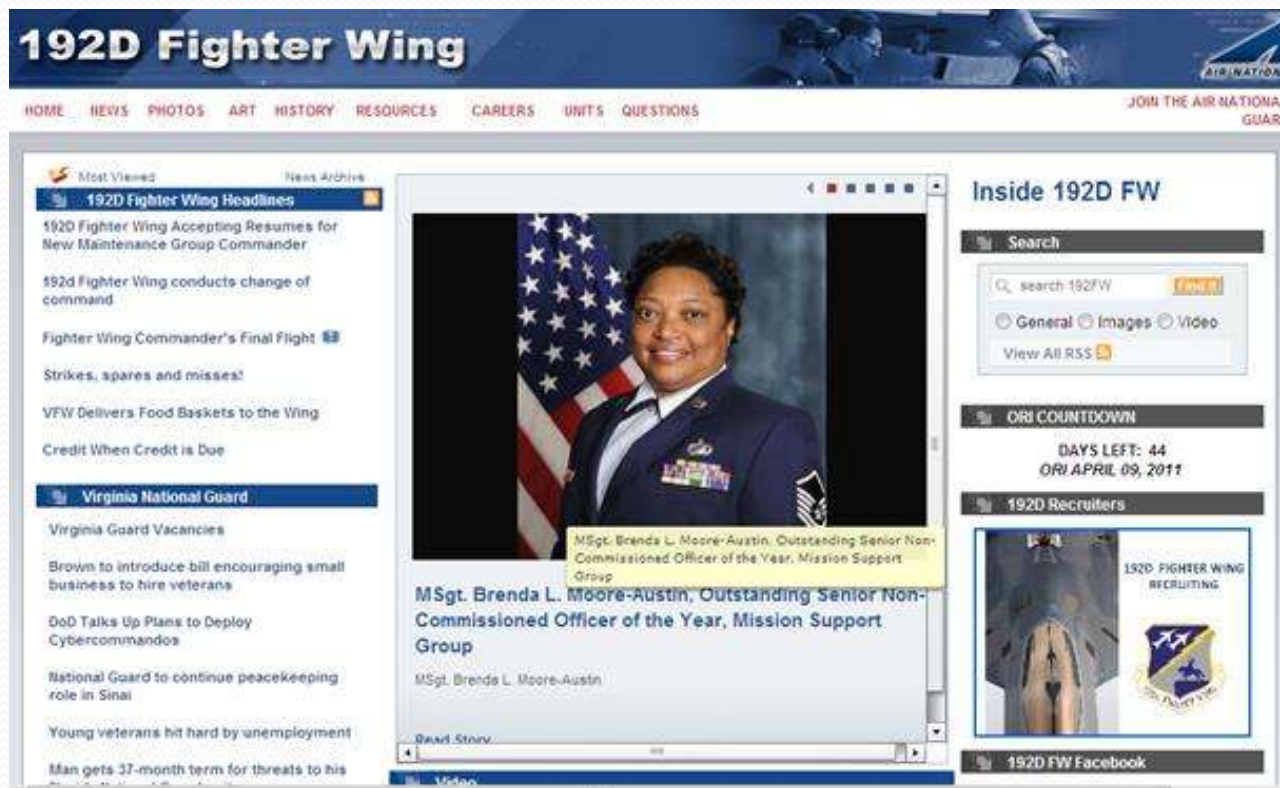 192D Fighter Wing
AIR NATION
HOME NEWS PHOTOS ART HISTORY RESOURCES CAREERS UNITS QUESTIONS
JOIN THE AIR NATIONA
GUAR
Most Viewed News Archive
192D Fighter Wing Headlines
192D Fighter Wing Accepting Resumes for
New Maintenance Group Commander
192d Fighter Wing conducts change of
command
Fighter Wing Commander's Final Flight
Strikes, spares and misses!
VFW Delivers Food Baskets to the Wing
Credit When Credit is Due
Virginia National Guard
Virginia Guard Vacancies
Brown to introduce bill encouraging small
business to hire veterans
DoD Talks Up Plans to Deploy
Cybercommandos
National Guard to continue peacekeeping
role in Sinai
Young veterans hit hard by unemployment
Man gets 37-month term for threats to his
MSgt. Brenda L. Moore-Austin, Outstanding Senior Non-
Commissioned Officer of the Year, Mission Support
Group
MSgt. Brenda L. Moore-Austin, Outstanding Senior Non-
Commissioned Officer of the Year, Mission Support
Group
MSgt. Brenda L. Moore-Austin
Read Story
Video
Inside 192D FW
Search
search 192FW Find it
General Images Video
View All RSS
ORI COUNTDOWN
DAYS LEFT: 44
ORI APRIL 09, 2011
192D Recruiters
192D FIGHTER WING
RECRUITING
192D FW Facebook